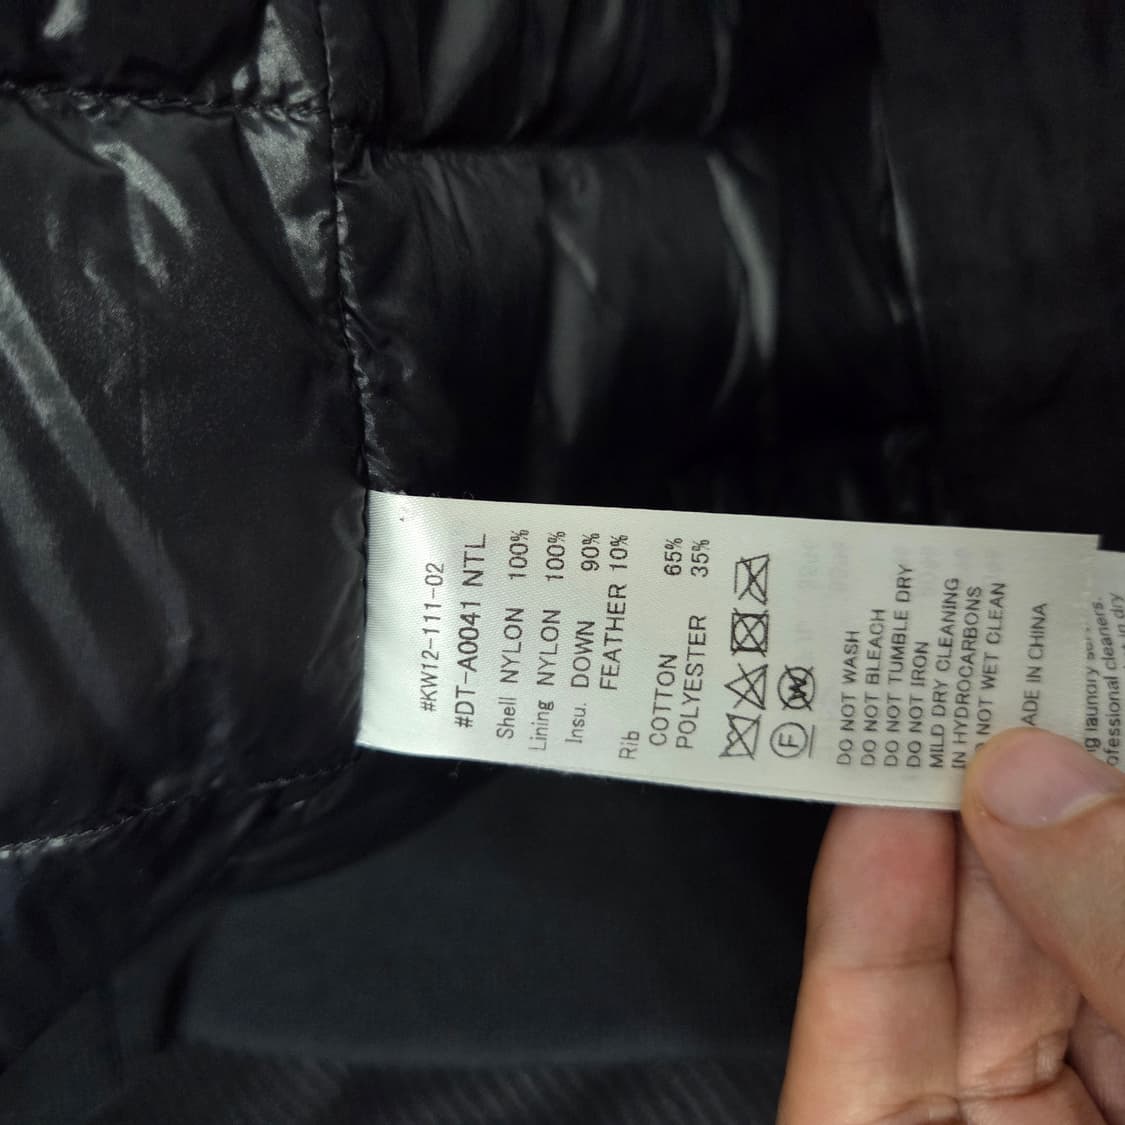 #KW12-111-02
#DT-A0041 NTL
Shell NYLON 100%
Lining NYLON 100%
Insu. DOWN 90%
FEATHER 10%
Rib
COTTON 65%
POLYESTER 35%
F W
DO NOT WASH
DO NOT BLEACH
DO NOT TUMBLE DRY
DO NOT IRON
MILD DRY CLEANING
IN HYDROCARBONS
NOT WET CLEAN
ADE IN CHINA
laundry
ofessional cleaners.
in dry